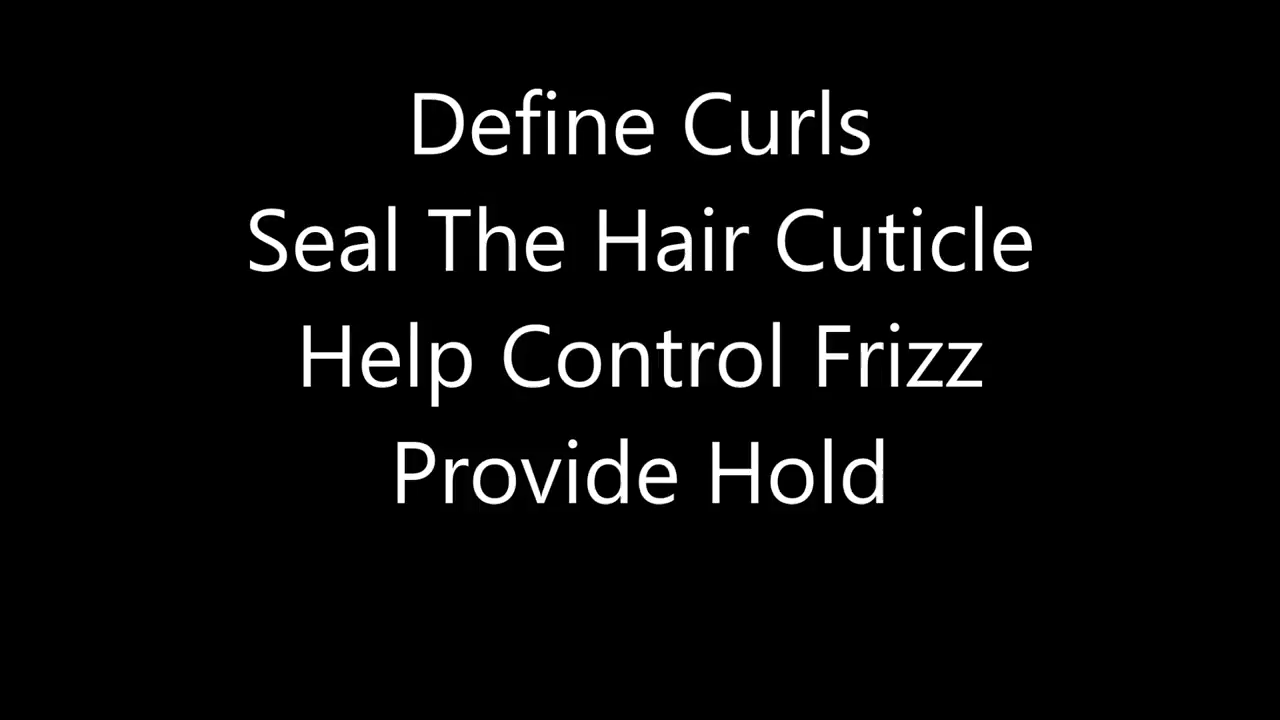 Define Curls
Seal The Hair Cuticle
Help Control Frizz
Provide Hold